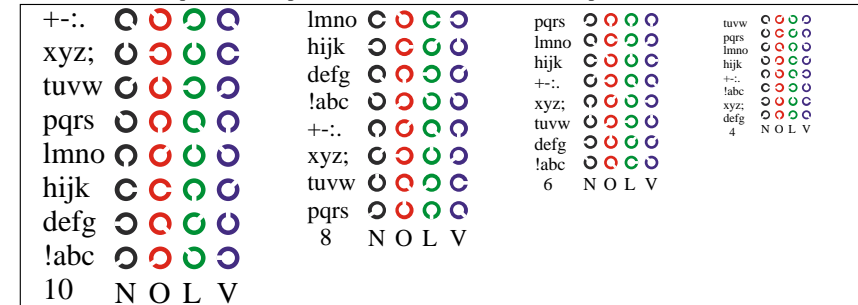 +-:.
xyz;
tuvw
pqrs
lmno
hijk
defg
!abc
10 N O L V
lmno
hijk
defg
!abc
+-:.
xyz;
tuvw
pqrs
8 N O L V
pqrs
lmno
hijk
+-:.
xyz;
tuvw
defg
!abc
6 N O L V
tuvw
pqrs
lmno
hijk
+-:.
!abc
xyz;
defg
4 N O L V